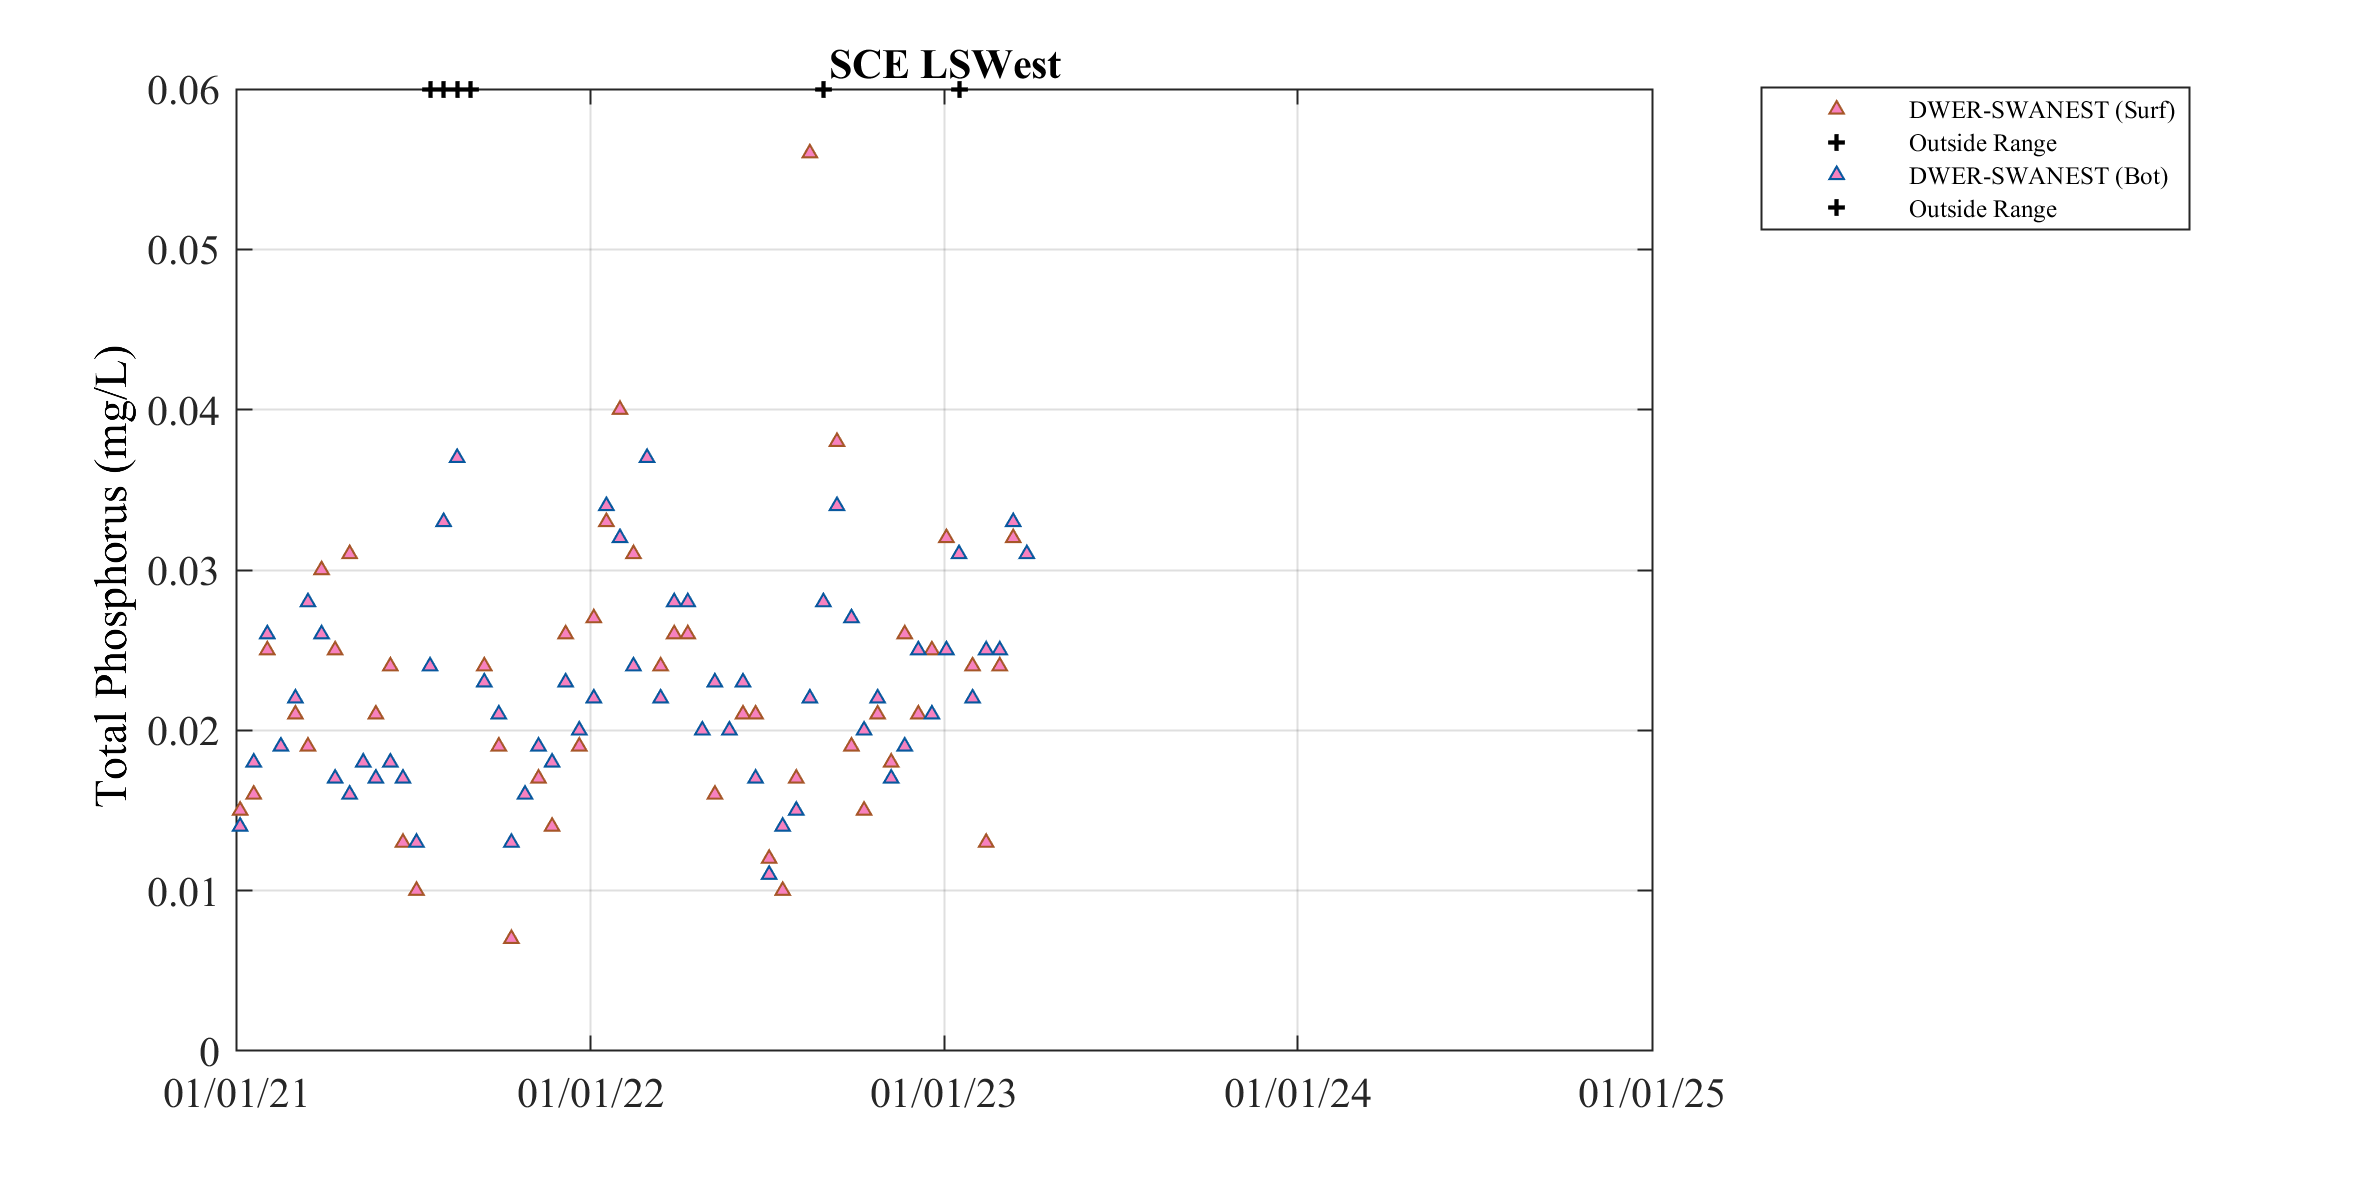 SCE LSWest
0.06
0.05
0.04
0.03
0.02
0.01
0
Total Phosphorus (mg/L)
01/01/21
01/01/22
01/01/23
01/01/24
01/01/25
DWER-SWANEST (Surf)
Outside Range
DWER-SWANEST (Bot)
Outside Range